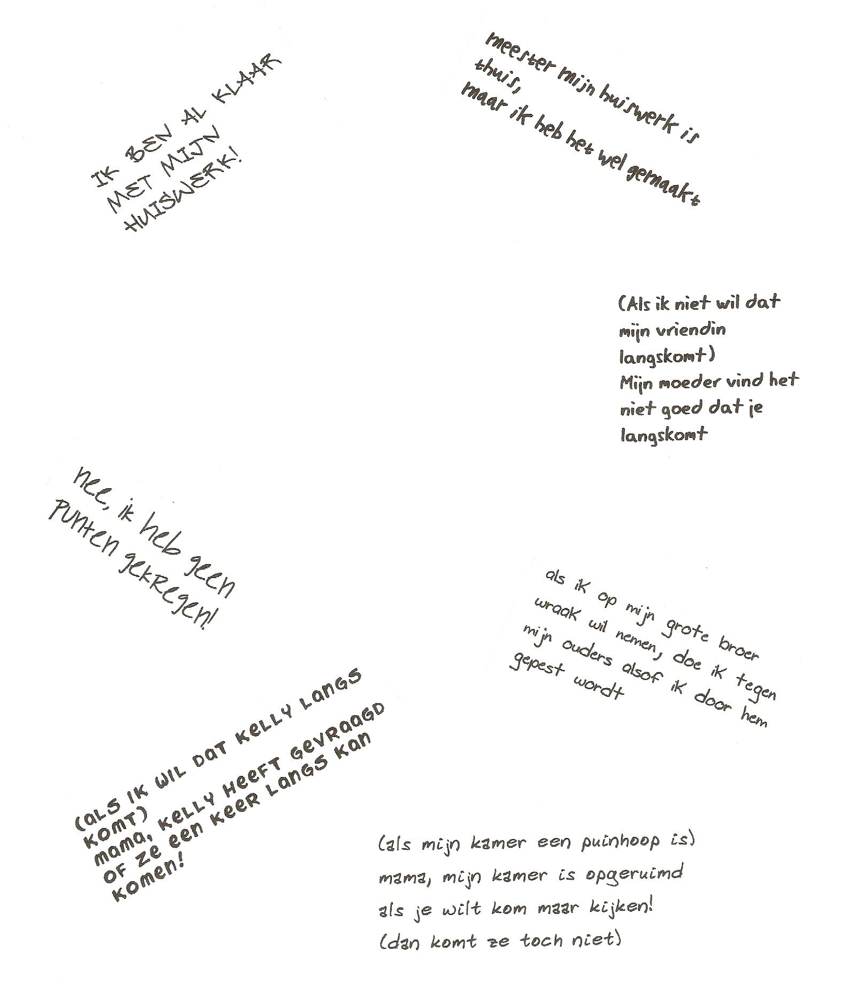 IK BEN AL KLAAR
MET MIJN
HUISWERK!
meester mijn huiswerk is
thuis,
maar ik heb het wel gemaakt
(Als ik niet wil dat
mijn vriendin
langskomt)
Mijn moeder vind het
niet goed dat je
langskomt
nee, ik heb geen
punten gekregen!
als ik op mijn grote broer
wraak wil nemen, doe ik tegen
mijn ouders alsof ik door hem
gepest wordt
(aLS IK WIL DaT KeLLY LanGS
KOMT)
mama, KeLLY HeeFT GeVRaaGD
OF ZE EEN KEER LanGS Kan
Komen!
(als mijn kamer een puinhoop is)
mama, mijn kamer is opgeruimd
als je wilt kom maar kijken!
(dan komt ze toch niet)